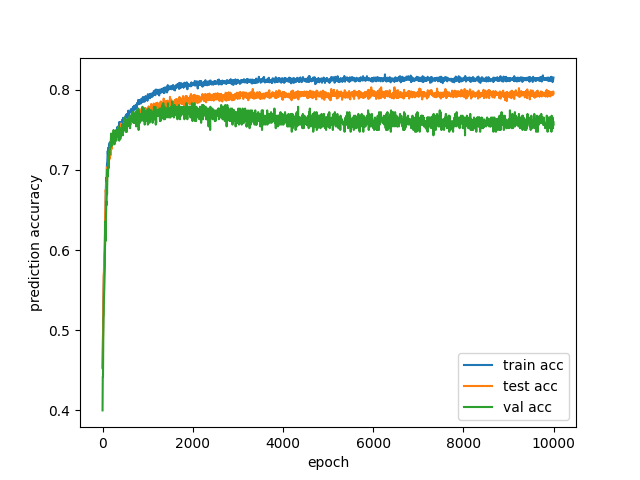 0.8
0.7
0.6
0.5
0.4
prediction accuracy
train acc
test acc
val acc
0 2000 4000 6000 8000 10000
epoch